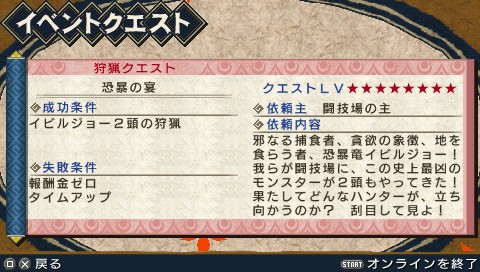 イベントクエスト
狩猟クエスト
恐暴の宴
成功条件
イビルジョー２頭の狩猟
失敗条件
報酬金ゼロ
タイムアップ
クエストＬＶ★★★★★★★★
依頼主　闘技場の主
依頼内容
邪なる捕食者、貪欲の象徴、地を
食らう者、恐暴竜イビルジョー！
我らが闘技場に、この史上最凶の
モンスターが２頭もやってきた！
果たしてどんなハンターが、立ち
向かうのか？　刮目して見よ！
戻る
START オンラインを終了